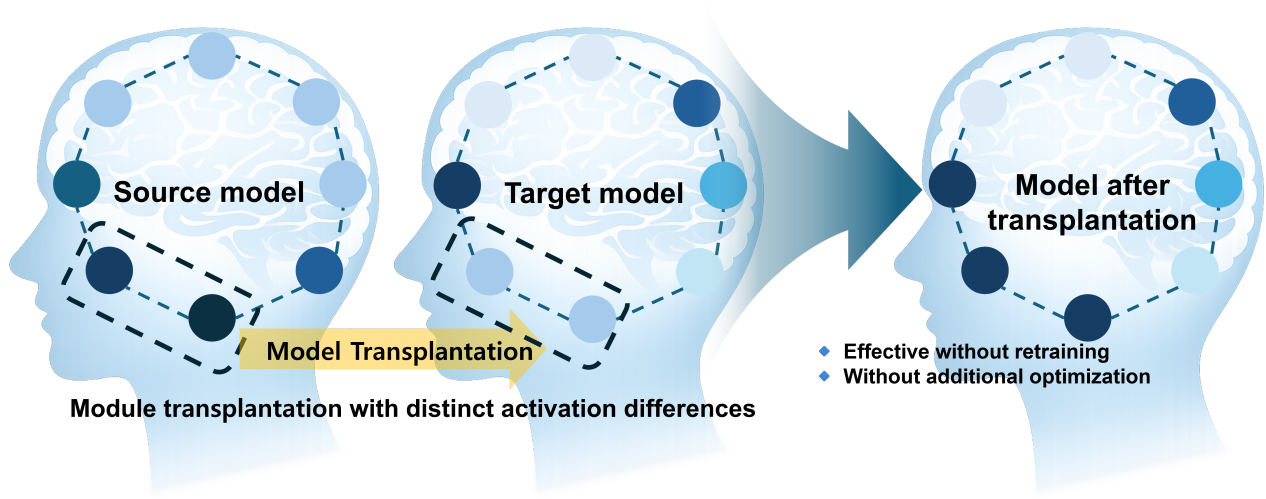 Source model
Target model
Model after
transplantation
Model Transplantation
Effective without retraining
Without additional optimization
Module transplantation with distinct activation differences